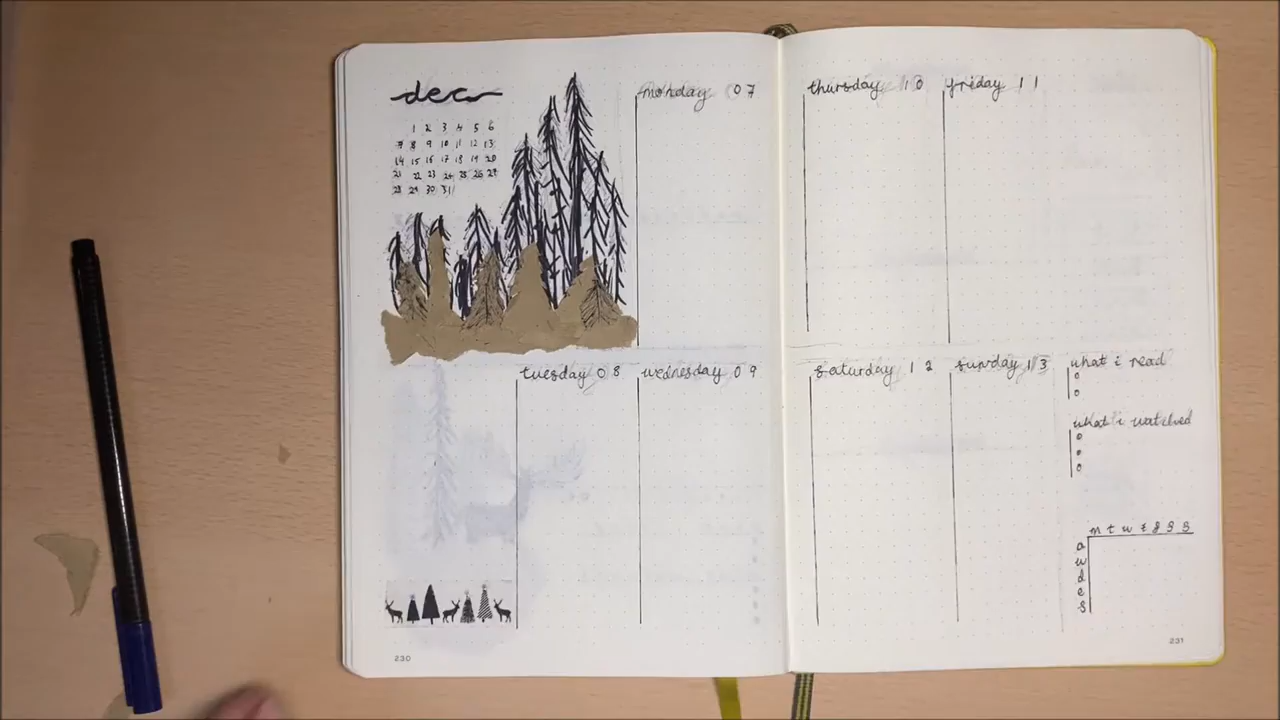 dec
1 2 3 4 5 6
7 8 9 10 11 12 13
14 15 16 17 18 19 20
21 22 23 24 25 26 27
28 29 30 31
monday 07
tuesday 08
wednesday 09
230
thursday 10
friday 11
saturday 12
sunday 13
what i read
what i watched
m t w t f s s
a
w
d
e
s
231